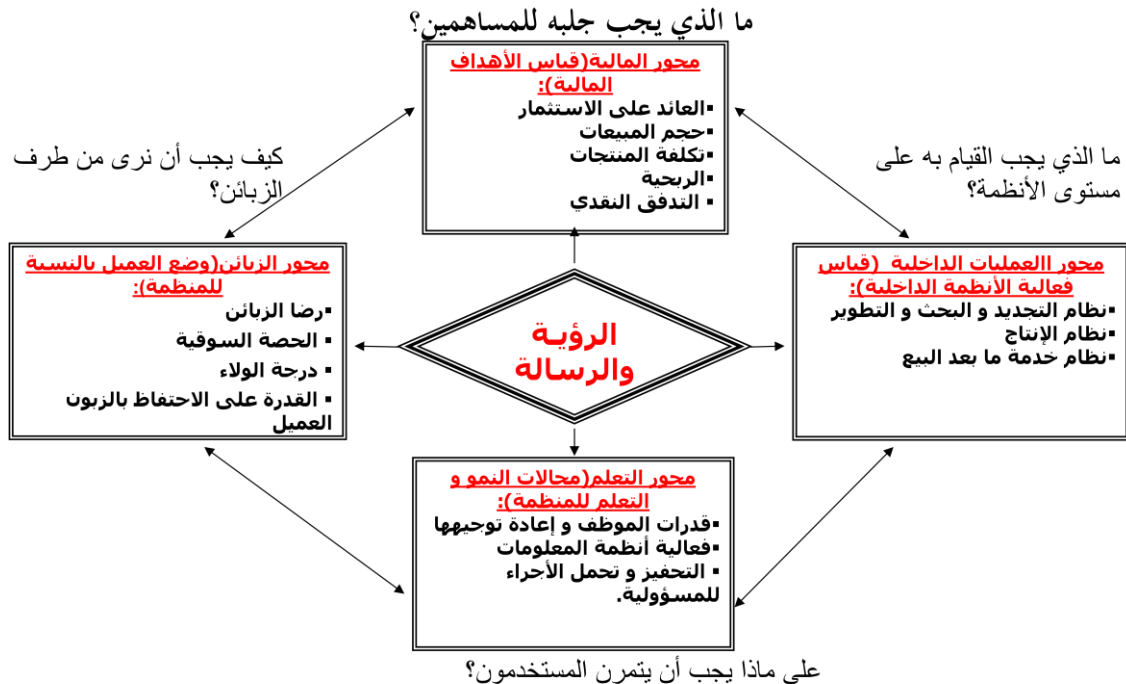 ما الذي يجب جلبه للمساهمين؟
محور المالية(قياس الأهداف
المالية):
▪العائد على الاستثمار
▪حجم المبيعات
▪تكلفة المنتجات
▪الربحية
▪ التدفق النقدي
ما الذي يجب القيام به على
مستوى الأنظمة؟
كيف يجب أن نرى من طرف
الزبائن؟
محور االعمليات الداخلية (قياس
فعالية الأنظمة الداخلية):
▪نظام التجديد و البحث و التطوير
▪نظام الإنتاج
▪نظام خدمة ما بعد البيع
الرؤية
والرسالة
محور الزبائن(وضع العميل بالنسبة
للمنظمة):
▪رضا الزبائن
▪ الحصة السوقية
▪ درجة الولاء
▪ القدرة على الاحتفاظ بالزبون
العميل
محور التعلم(مجالات النمو و
التعلم للمنظمة):
▪قدرات الموظف و إعادة توجيهها
▪فعالية أنظمة المعلومات
▪ التحفيز و تحمل الأجراء
للمسؤولية.
على ماذا يجب أن يتمرن المستخدمون؟